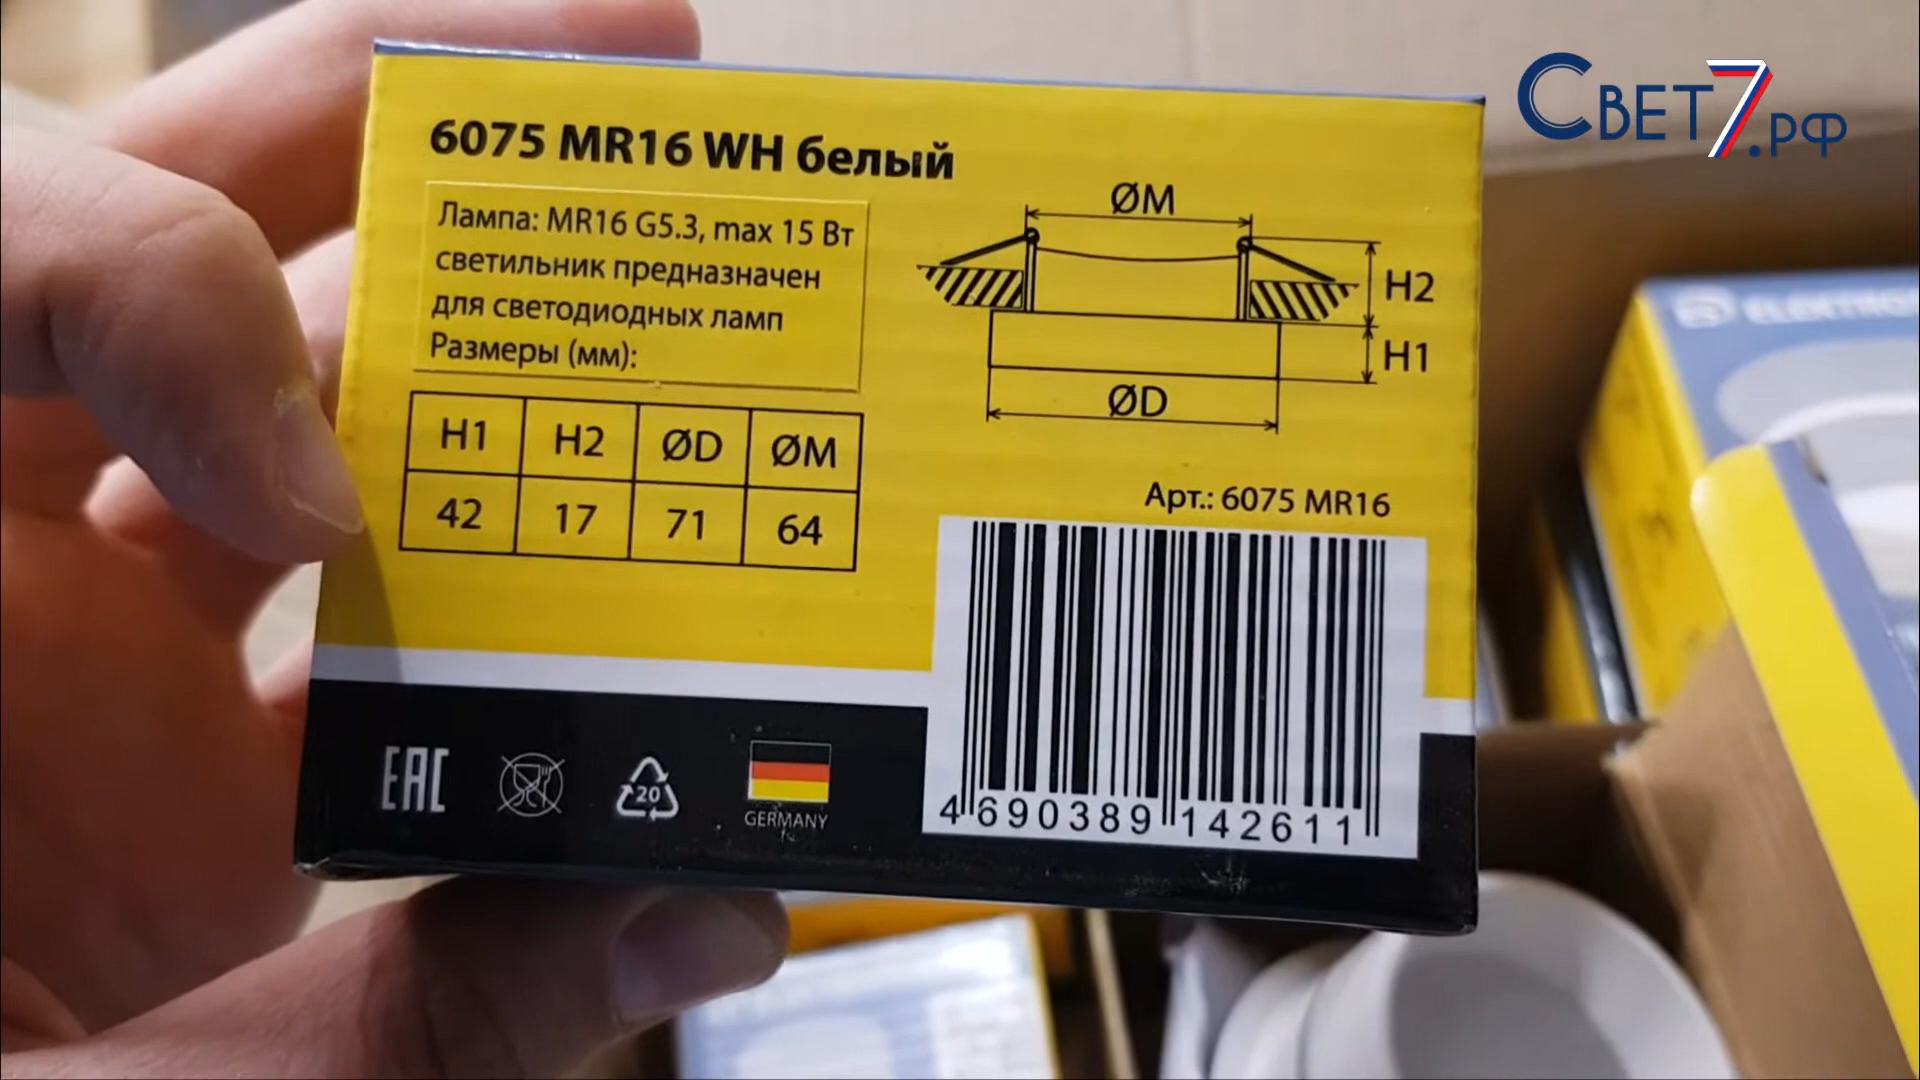 Свет7.рф
6075 MR16 WH белый
Лампа: MR16 G5.3, max 15 Вт
светильник предназначен
для светодиодных ламп
Размеры (мм):
H1 H2 ØD ØM
42 17 71 64
ØM
H2
H1
ØD
Арт.: 6075 MR16
4 690389 142611
EAC
20
GERMANY